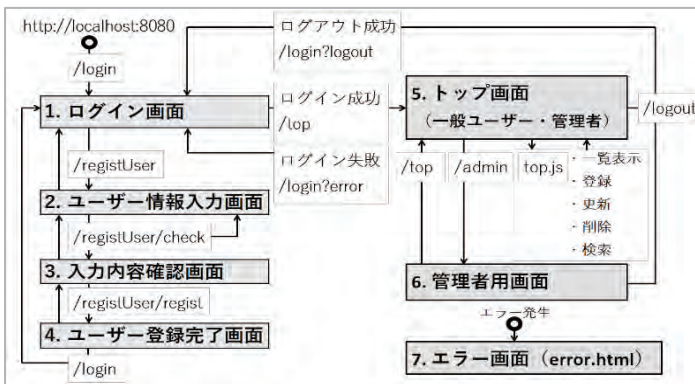 http://localhost:8080
/login
ログアウト成功
/login?logout
1. ログイン画面
ログイン成功
/top
5. トップ画面
(一般ユーザー・管理者)
/logout
/registUser
ログイン失敗
/login?error
/top
/admin
top.js
・一覧表示
・登録
・更新
・削除
・検索
2. ユーザー情報入力画面
/registUser/check
3. 入力内容確認画面
/registUser/regist
6. 管理者用画面
エラー発生
4. ユーザー登録完了画面
/login
7. エラー画面（error.html）